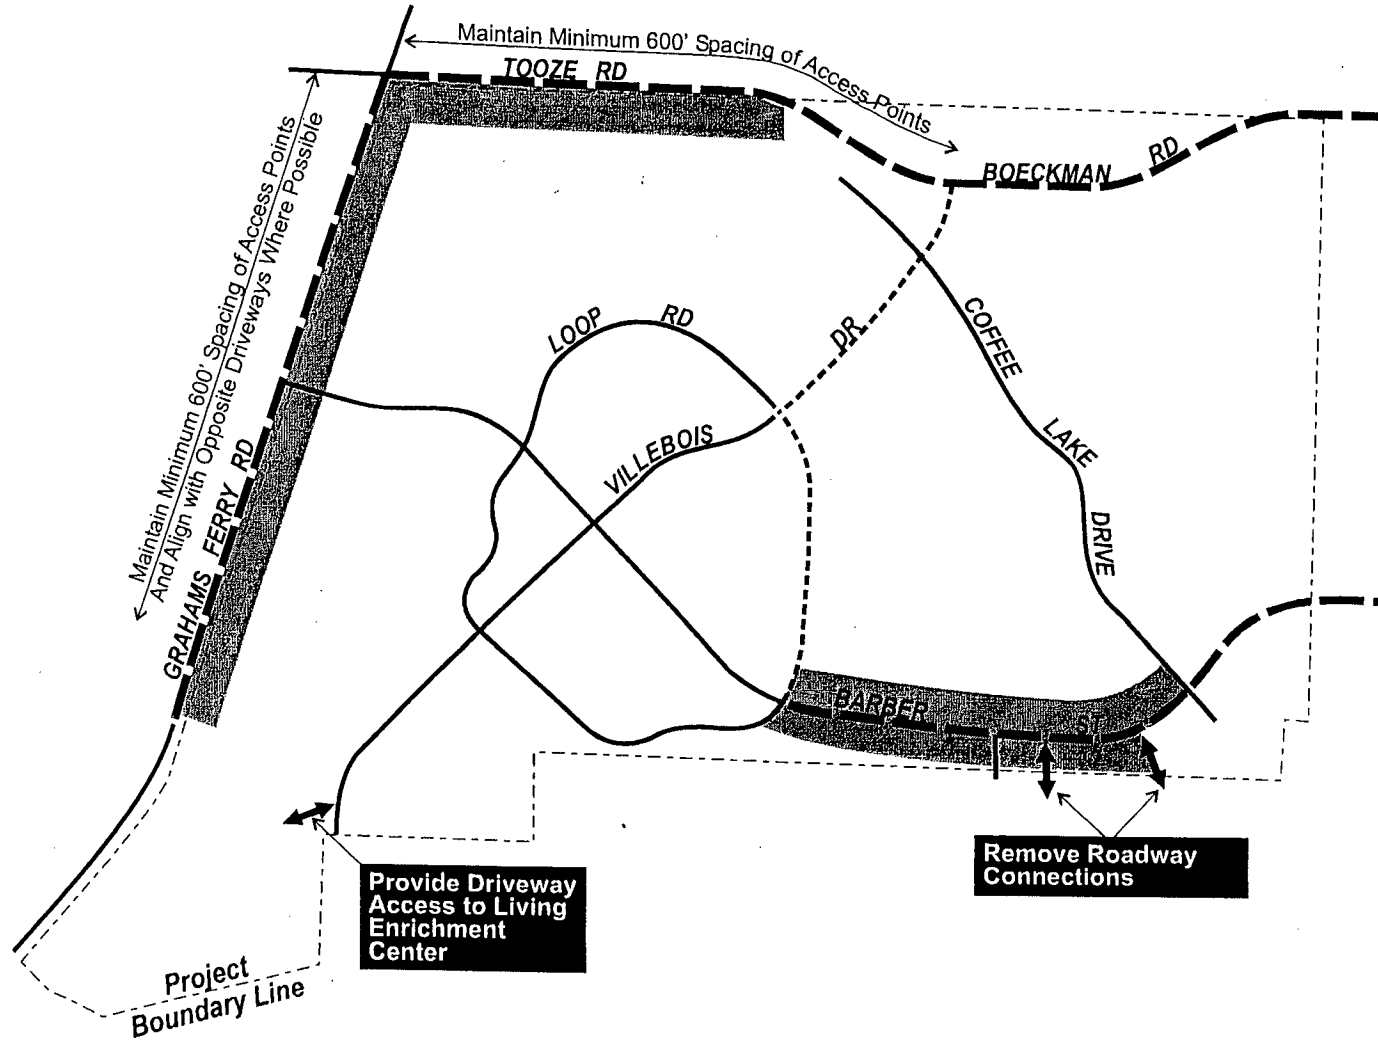 Maintain Minimum 600' Spacing of Access Points
TOOZE RD
Maintain Minimum 600' Spacing of Access Points
And Align with Opposite Driveways Where Possible
BOECKMAN RD
LOOP RD
DR
COFFEE LAKE DRIVE
VILLEBOIS
GRAHAMS FERRY RD
BARBER ST
Remove Roadway
Connections
Provide Driveway
Access to Living
Enrichment
Center
Project
Boundary Line